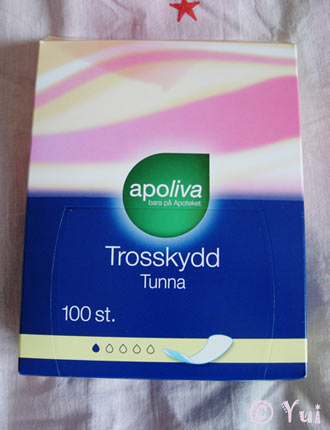 apoliva
bara på Apoteket
Trosskydd
Tunna
100 st.
© Yui